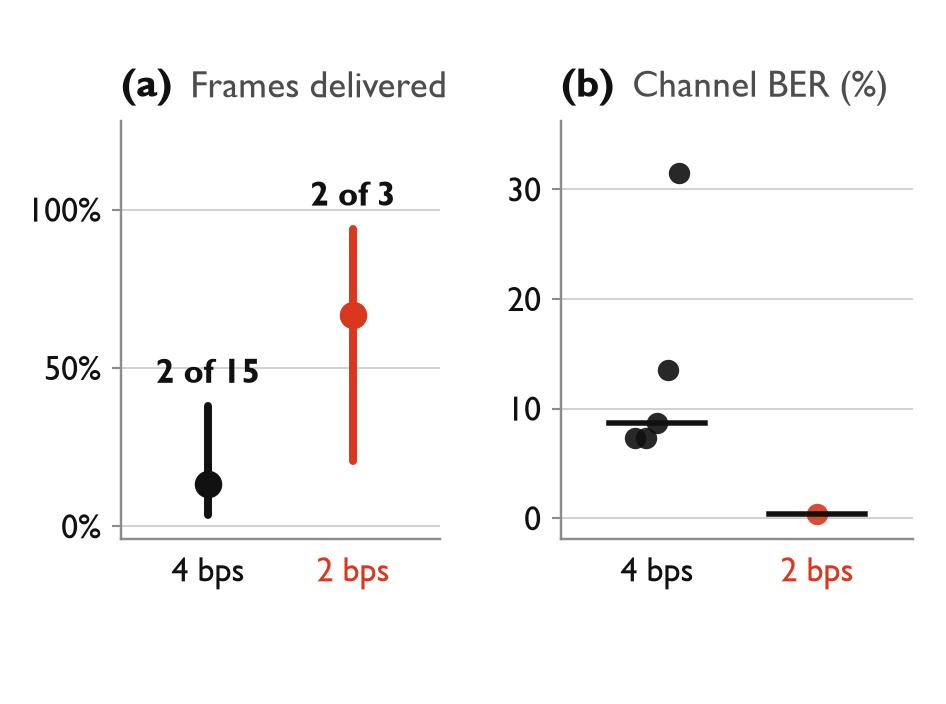 (a) Frames delivered
100%
50%
0%
2 of 15
2 of 3
4 bps
2 bps
(b) Channel BER (%)
30
20
10
0
4 bps
2 bps